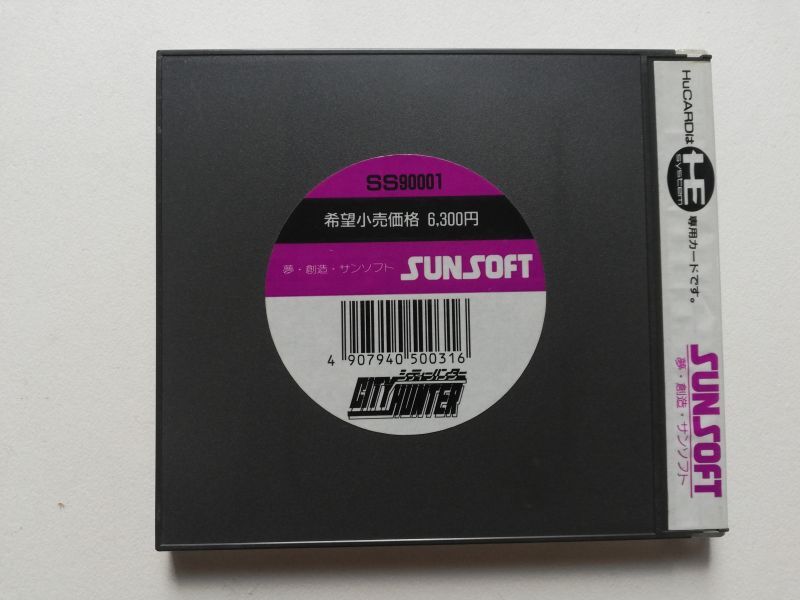 SS90001
希望小売価格 6,300円
夢・創造・サンソフト SUNSOFT
4 907940 500316
シティーハンター
CITY HUNTER
HuCARDは
HE
system
専用カードです。
SUNSOFT
夢・創造・サンソフト